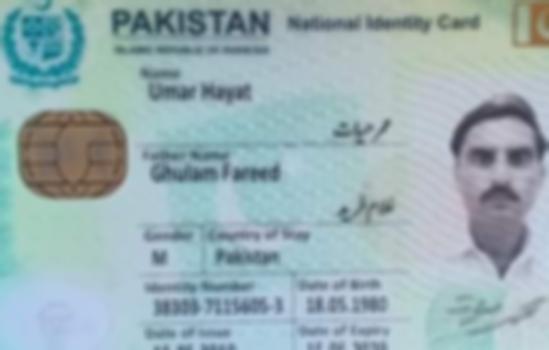 PAKISTAN National Identity Card
ISLAMIC REPUBLIC OF PAKISTAN
Name
Umar Hayat
عمر حیات
Father Name
Ghulam Fareed
غلام فرید
Gender Country of Stay
M Pakistan
Identity Number Date of Birth
38303-7115605-3 18.05.1980
Date of Issue Date of Expiry